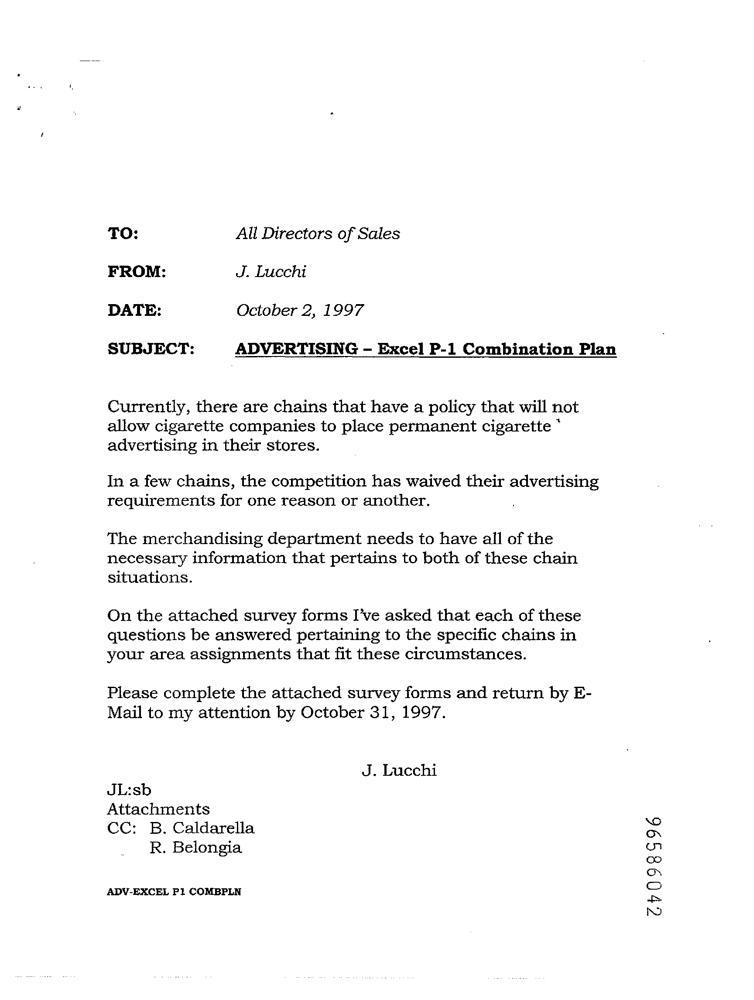 TO: All Directors of Sales
FROM: J. Lucchi
DATE: October 2, 1997
SUBJECT: ADVERTISING – Excel P-1 Combination Plan
Currently, there are chains that have a policy that will not
allow cigarette companies to place permanent cigarette
advertising in their stores.
In a few chains, the competition has waived their advertising
requirements for one reason or another.
The merchandising department needs to have all of the
necessary information that pertains to both of these chain
situations.
On the attached survey forms I've asked that each of these
questions be answered pertaining to the specific chains in
your area assignments that fit these circumstances.
Please complete the attached survey forms and return by E-
Mail to my attention by October 31, 1997.
J. Lucchi
JL:sb
Attachments
CC: B. Caldarella
R. Belongia
ADV-EXCEL P1 COMBPLN
96586042